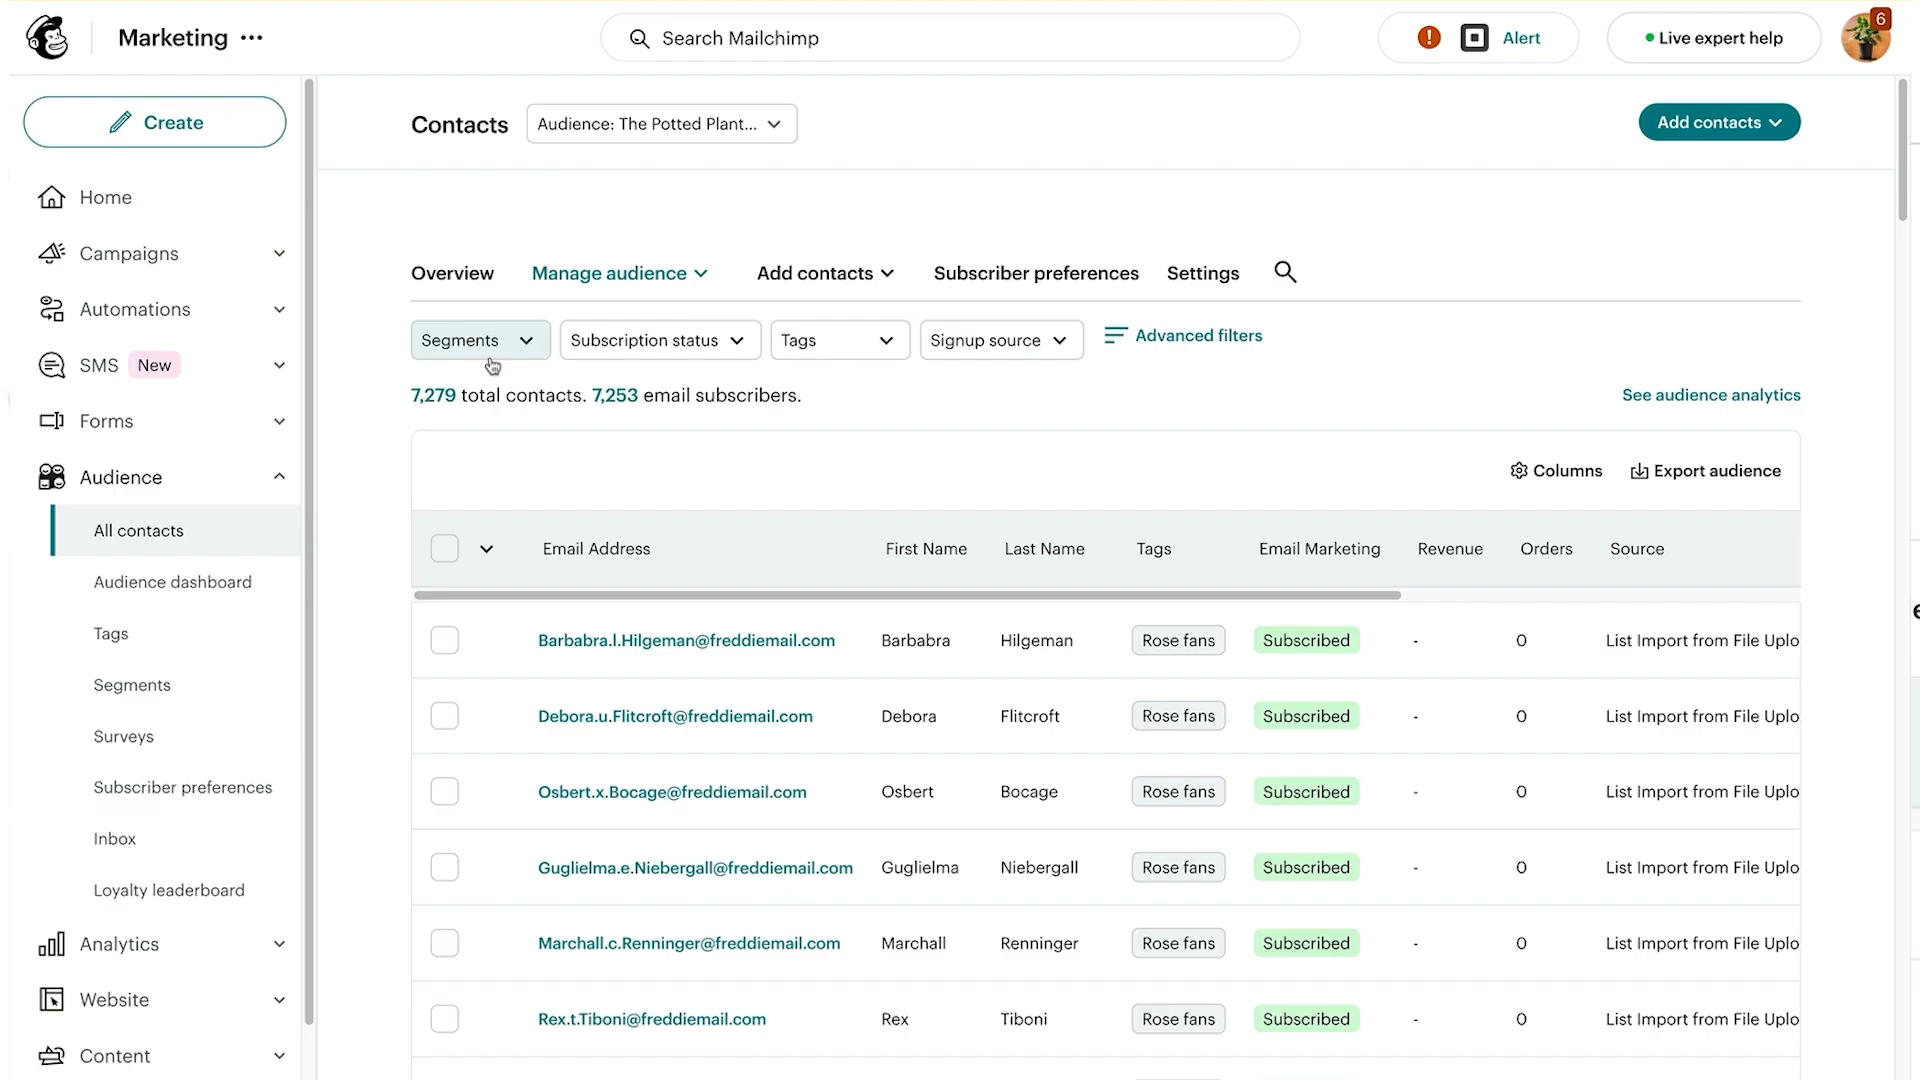 Marketing ...
Search Mailchimp
Alert
Live expert help
6
Create
Home
Campaigns
Automations
SMS New
Forms
Audience
All contacts
Audience dashboard
Tags
Segments
Surveys
Subscriber preferences
Inbox
Loyalty leaderboard
Analytics
Website
Content
Contacts
Audience: The Potted Plant...
Add contacts
Overview Manage audience Add contacts Subscriber preferences Settings
Segments Subscription status Tags Signup source Advanced filters
7,279 total contacts. 7,253 email subscribers.
See audience analytics
Columns Export audience
Email Address First Name Last Name Tags Email Marketing Revenue Orders Source
Barbabra.l.Hilgeman@freddiemail.com Barbabra Hilgeman Rose fans Subscribed - 0 List Import from File Uplo
Debora.u.Flitcroft@freddiemail.com Debora Flitcroft Rose fans Subscribed - 0 List Import from File Uplo
Osbert.x.Bocage@freddiemail.com Osbert Bocage Rose fans Subscribed - 0 List Import from File Uplo
Guglielma.e.Niebergall@freddiemail.com Guglielma Niebergall Rose fans Subscribed - 0 List Import from File Uplo
Marchall.c.Renninger@freddiemail.com Marchall Renninger Rose fans Subscribed - 0 List Import from File Uplo
Rex.t.Tiboni@freddiemail.com Rex Tiboni Rose fans Subscribed - 0 List Import from File Uplo